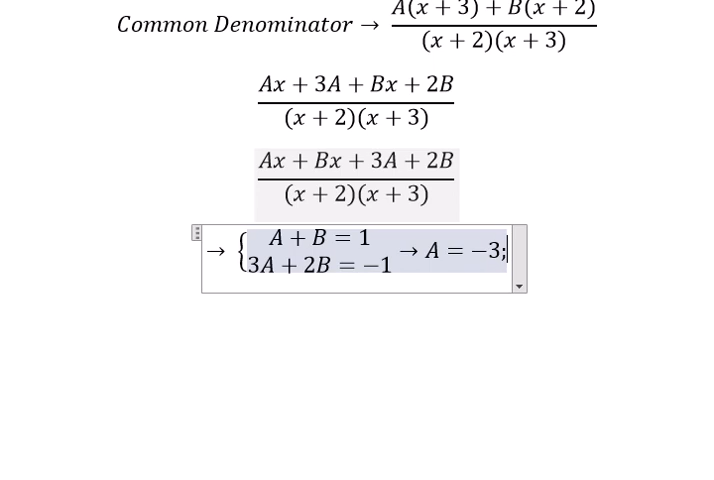 Common Denominator → A(x + 3) + B(x + 2)
(x + 2)(x + 3)
Ax + 3A + Bx + 2B
(x + 2)(x + 3)
Ax + Bx + 3A + 2B
(x + 2)(x + 3)
→ { A + B = 1
3A + 2B = −1 → A = −3;